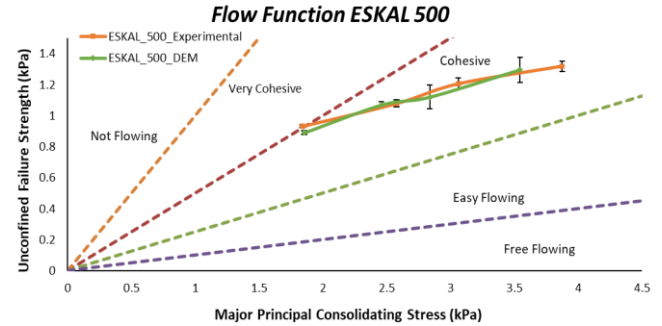 Flow Function ESKAL 500
ESKAL_500_Experimental
ESKAL_500_DEM
Unconfined Failure Strength (kPa)
1.4
1.2
1
0.8
0.6
0.4
0.2
0
Not Flowing
Very Cohesive
Cohesive
Easy Flowing
Free Flowing
0 0.5 1 1.5 2 2.5 3 3.5 4 4.5
Major Principal Consolidating Stress (kPa)